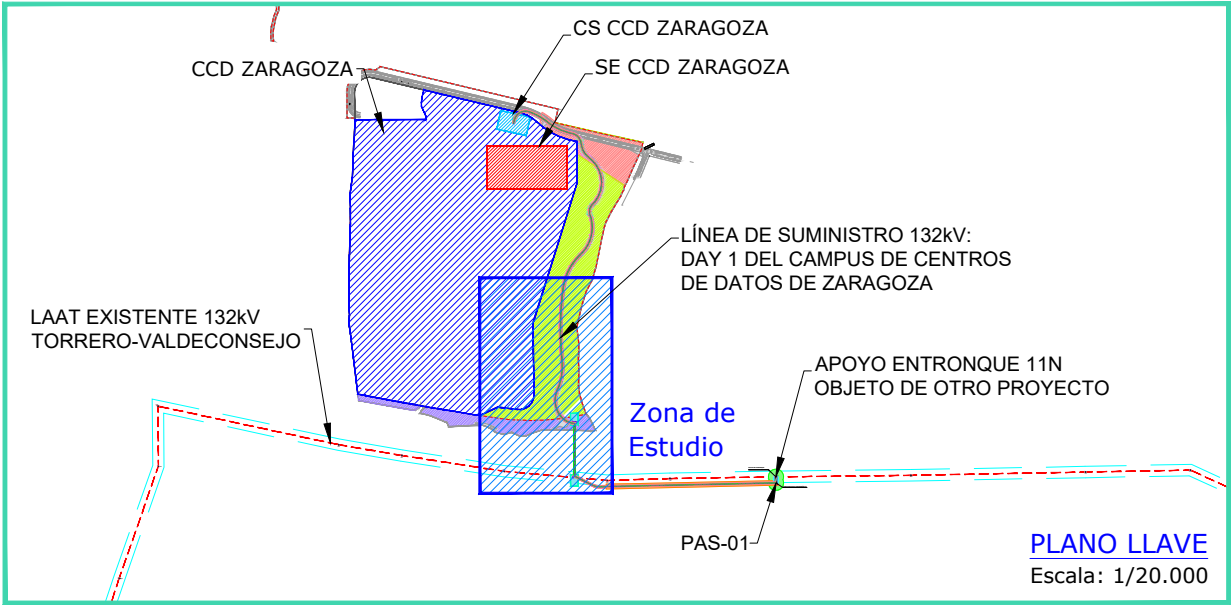 CS CCD ZARAGOZA
CCD ZARAGOZA
SE CCD ZARAGOZA
LÍNEA DE SUMINISTRO 132kV:
DAY 1 DEL CAMPUS DE CENTROS
DE DATOS DE ZARAGOZA
LAAT EXISTENTE 132kV
TORRERO-VALDECONSEJO
APOYO ENTRONQUE 11N
OBJETO DE OTRO PROYECTO
Zona de
Estudio
PAS-01
PLANO LLAVE
Escala: 1/20.000